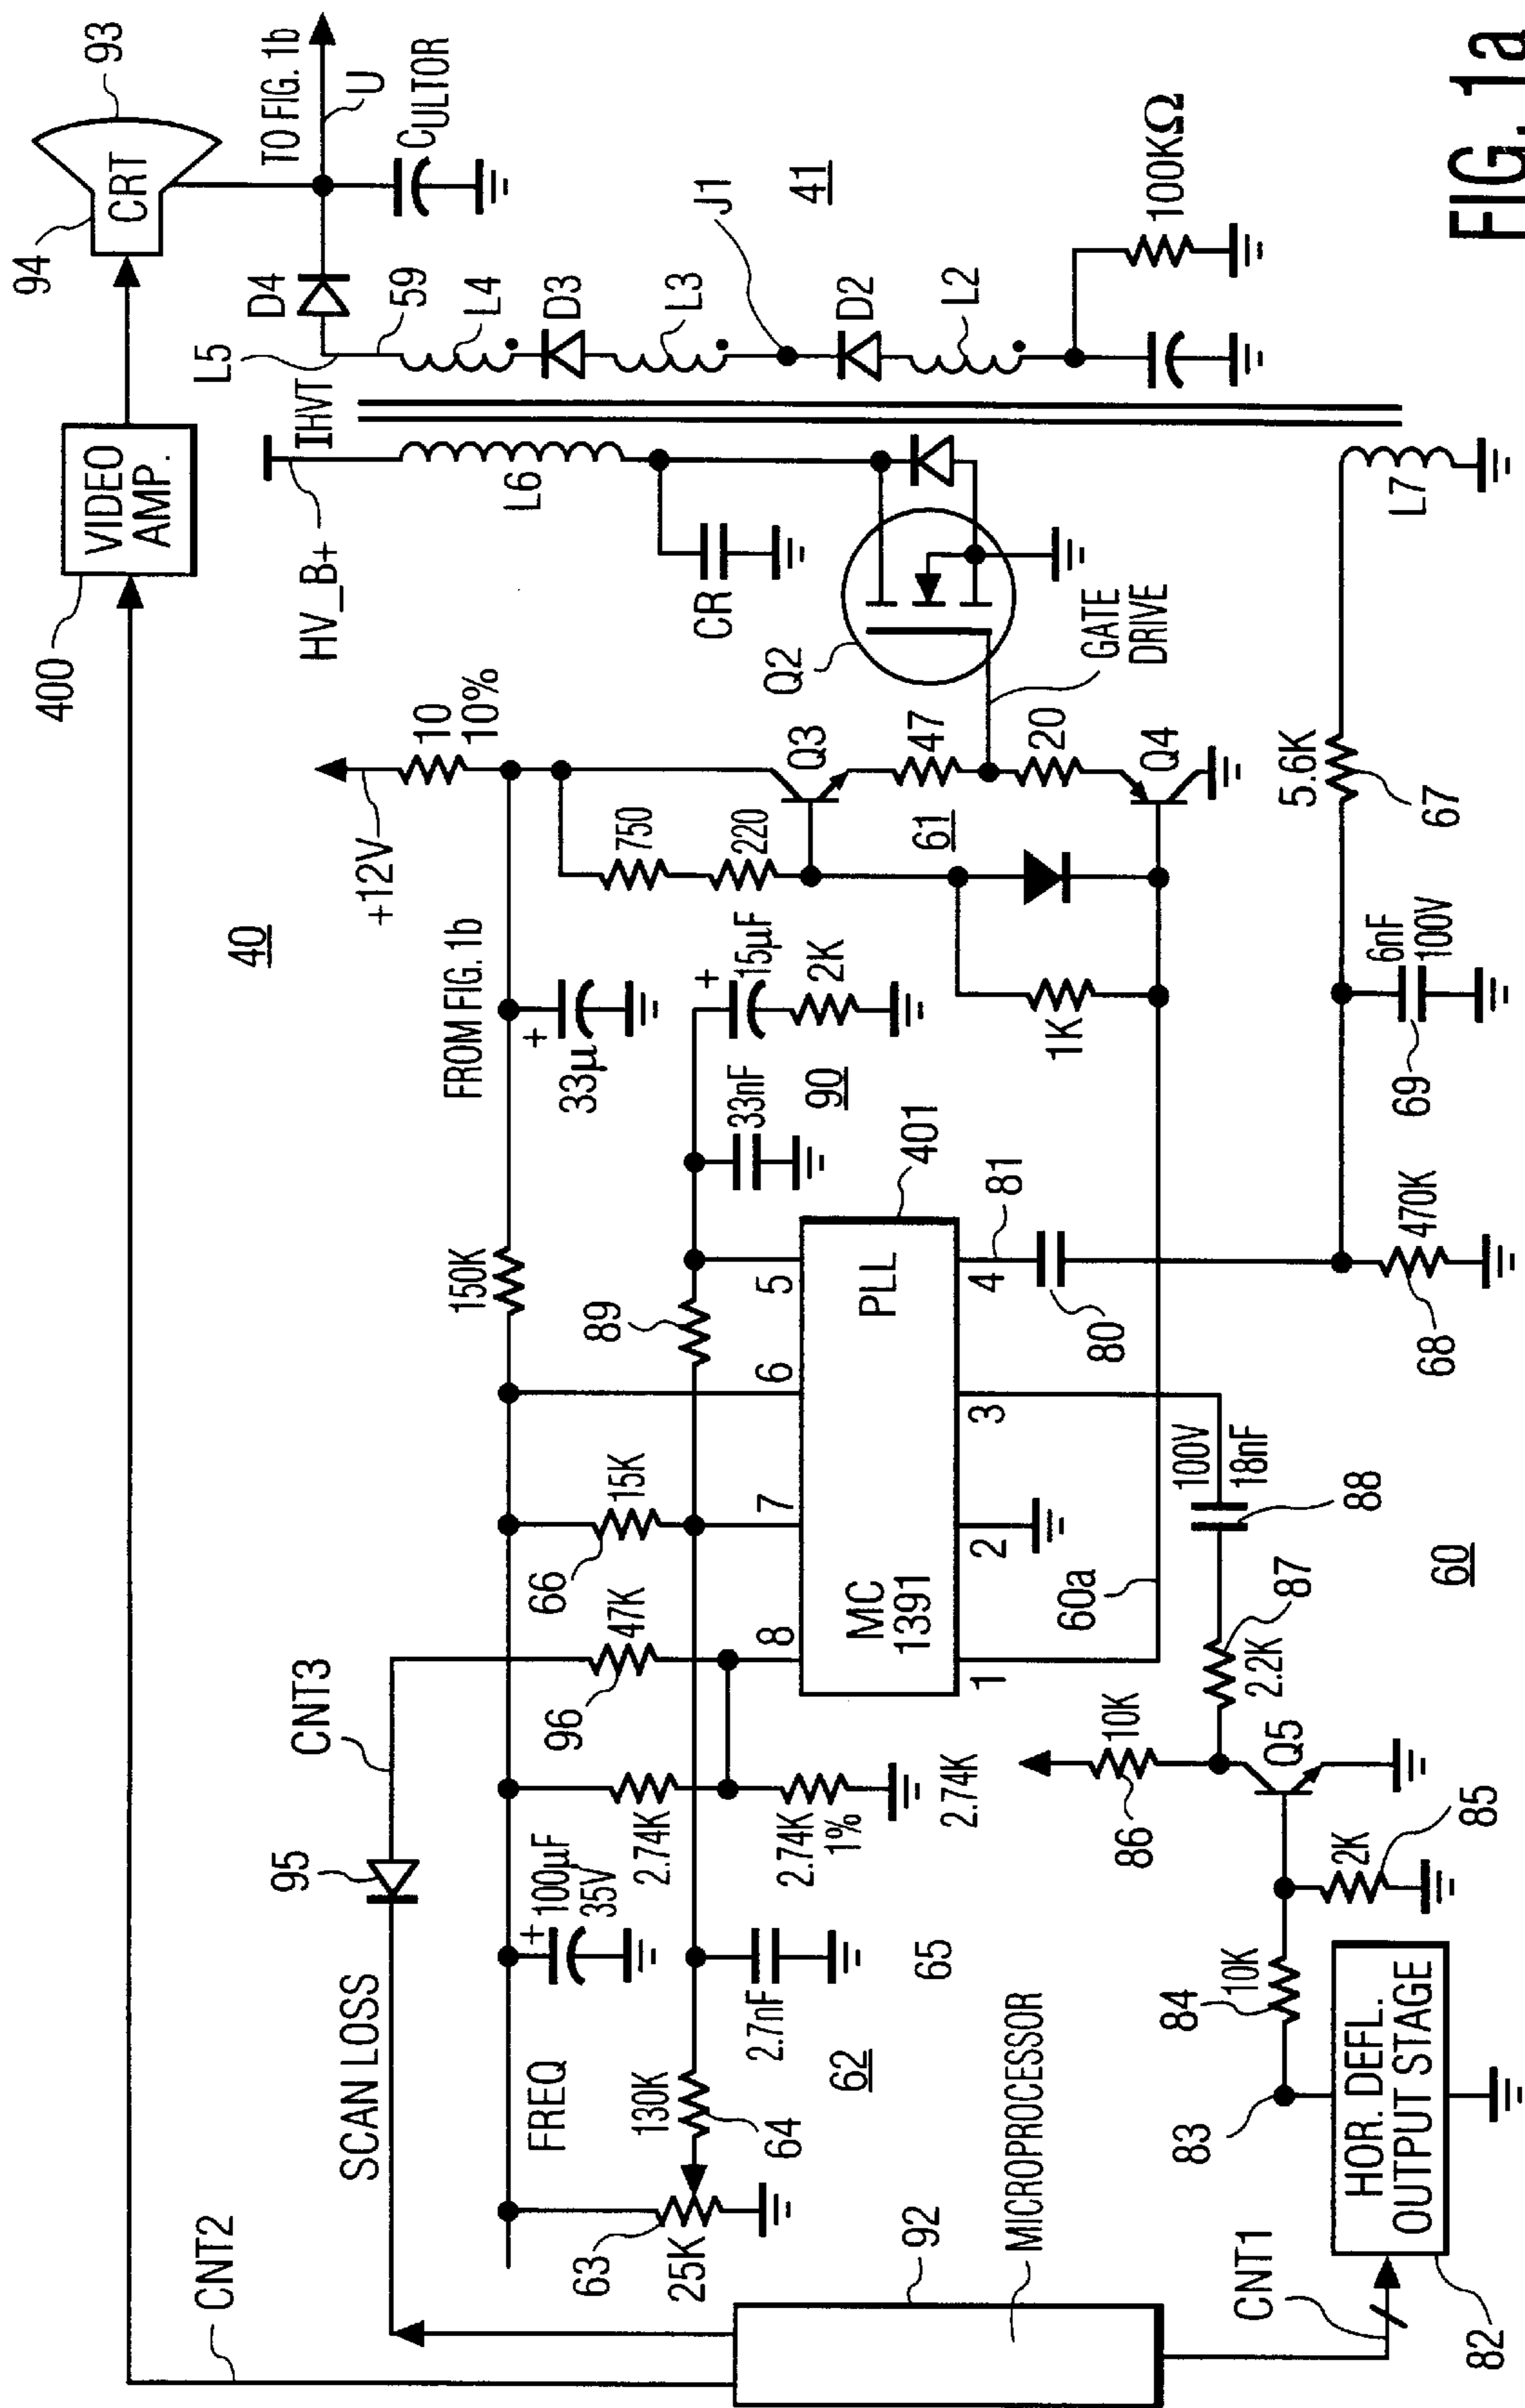 FIG. 1a
CNT2
400
VIDEO
AMP.
94
CRT
93
TO FIG. 1b
U
CULTOR
CNT3
SCAN LOSS
95
40
+12V
10
10%
HV_B+
IHVT
L5
D4
59
L4
D3
L3
J1
41
D2
L2
100KΩ
FROM FIG. 1b
33µ
+
150K
FREQ
+
100µF
35V
2.74K
2.74K
1%
96
47K
66
15K
89
33nF
+
15µF
2K
90
750
220
Q3
47
61
20
Q4
1K
Q2
CR
L6
GATE
DRIVE
63
25K
130K
64
2.7nF
62
65
8
7
6
5
MC
1391
PLL
401
1
2
3
4
81
80
60a
2.74K
92
MICROPROCESSOR
86
10K
Q5
2.2K
87
100V
18nF
88
60
84
10K
2K
85
83
HOR. DEFL.
OUTPUT STAGE
CNT1
82
68
470K
69
6nF
100V
5.6K
67
L7